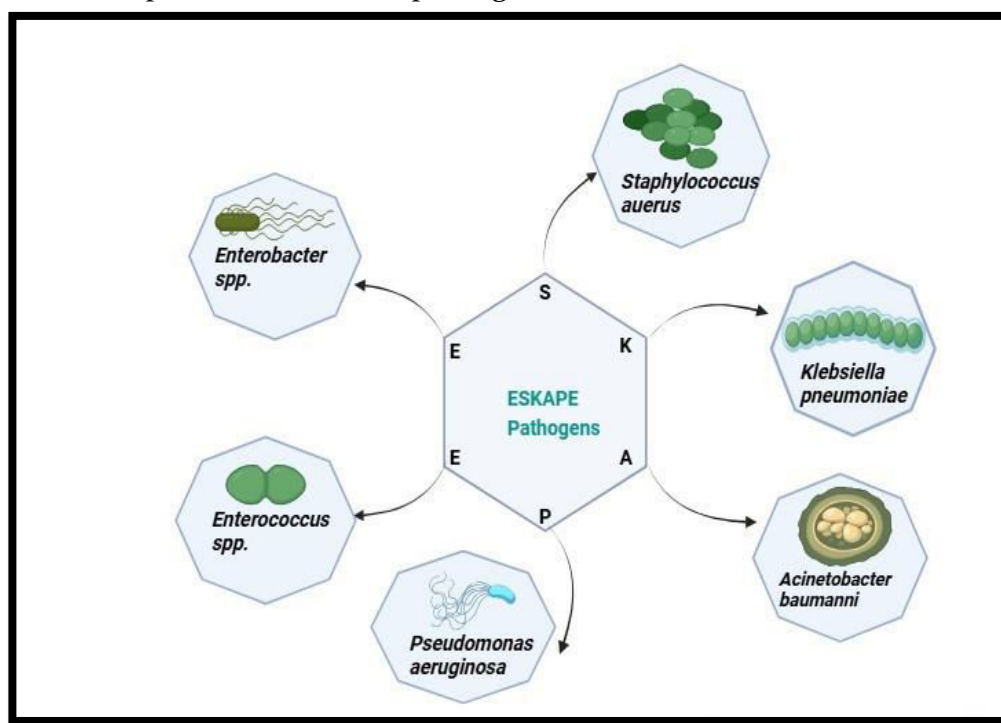 Staphylococcus
auerus
Enterobacter
spp.
S
E
K
Klebsiella
pneumoniae
ESKAPE
Pathogens
E
A
P
Enterococcus
spp.
Acinetobacter
baumanni
Pseudomonas
aeruginosa